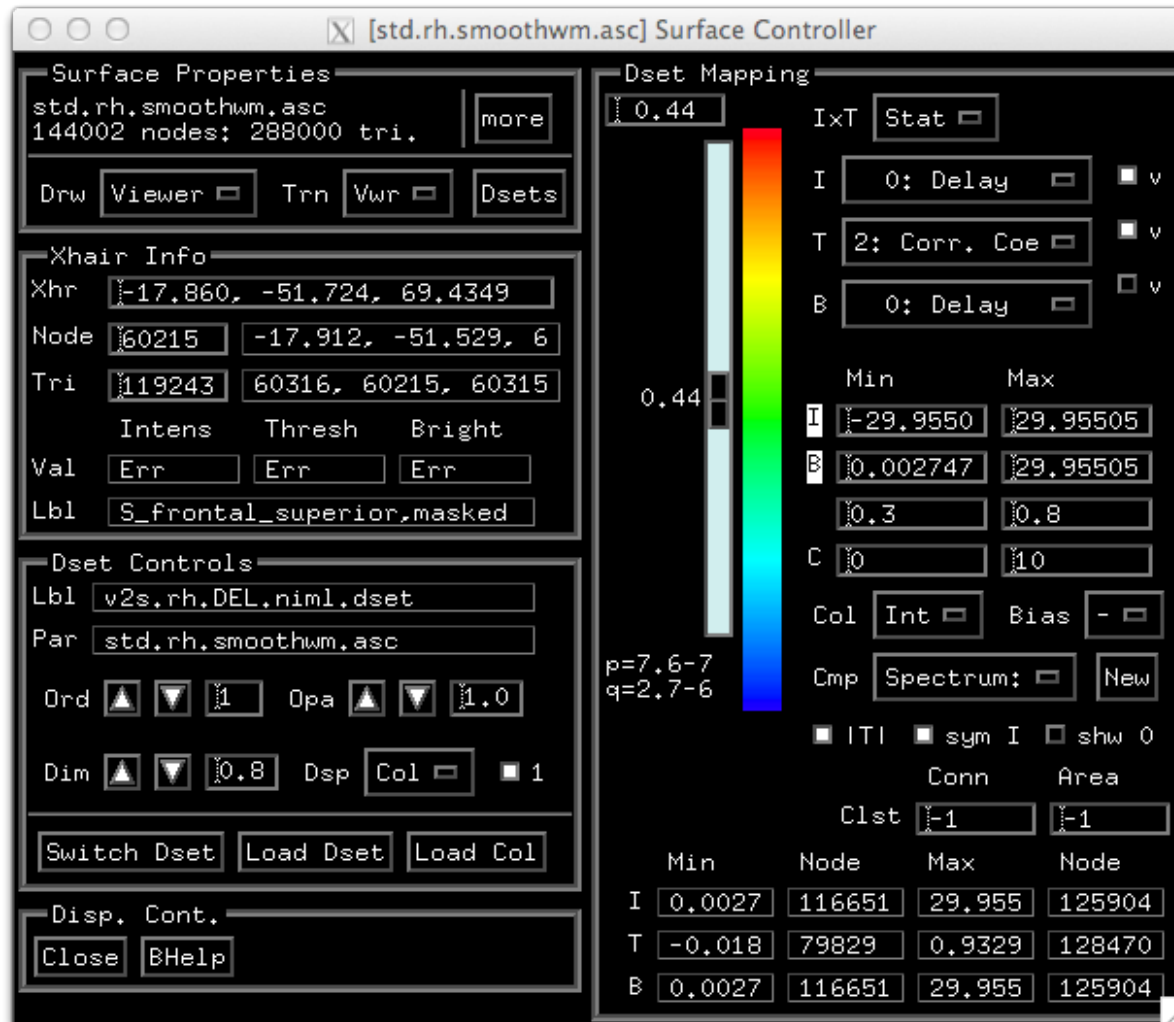 [std.rh.smoothwm.asc] Surface Controller
Surface Properties
std.rh.smoothwm.asc
144002 nodes: 288000 tri.
more
Drw Viewer Trn Vwr Dsets
Xhair Info
Xhr -17.860, -51.724, 69.4349
Node 60215 -17.912, -51.529, 6
Tri 119243 60316, 60215, 60315
Intens Thresh Bright
Val Err Err Err
Lbl S_frontal_superior,masked
Dset Controls
Lbl v2s.rh.DEL.niml.dset
Par std.rh.smoothwm.asc
Ord 1 Opa 1.0
Dim 0.8 Dsp Col 1
Switch Dset Load Dset Load Col
Disp. Cont.
Close BHelp
Dset Mapping
0.44
0.44
p=7.6-7
q=2.7-6
IxT Stat
I 0: Delay v
T 2: Corr. Coe v
B 0: Delay v
Min Max
I -29.9550 29.95505
B 0.002747 29.95505
0.3 0.8
C 0 10
Col Int Bias -
Cmp Spectrum: New
|T| sym I shw 0
Conn Area
Clst -1 -1
Min Node Max Node
I 0.0027 116651 29.955 125904
T -0.018 79829 0.9329 128470
B 0.0027 116651 29.955 125904